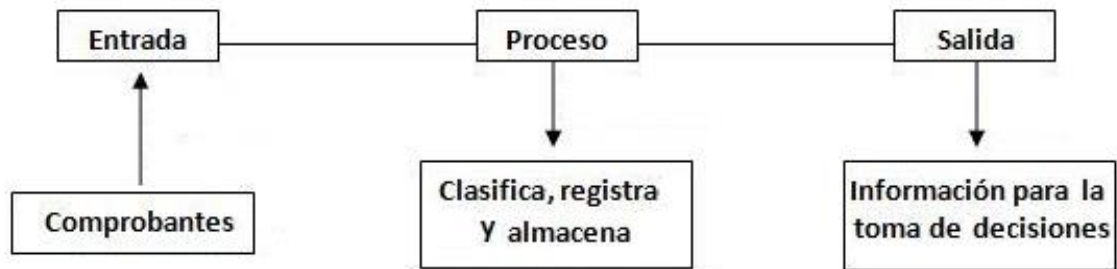 Entrada
Proceso
Salida
Comprobantes
Clasifica, registra
y almacena
Información para la
toma de decisiones